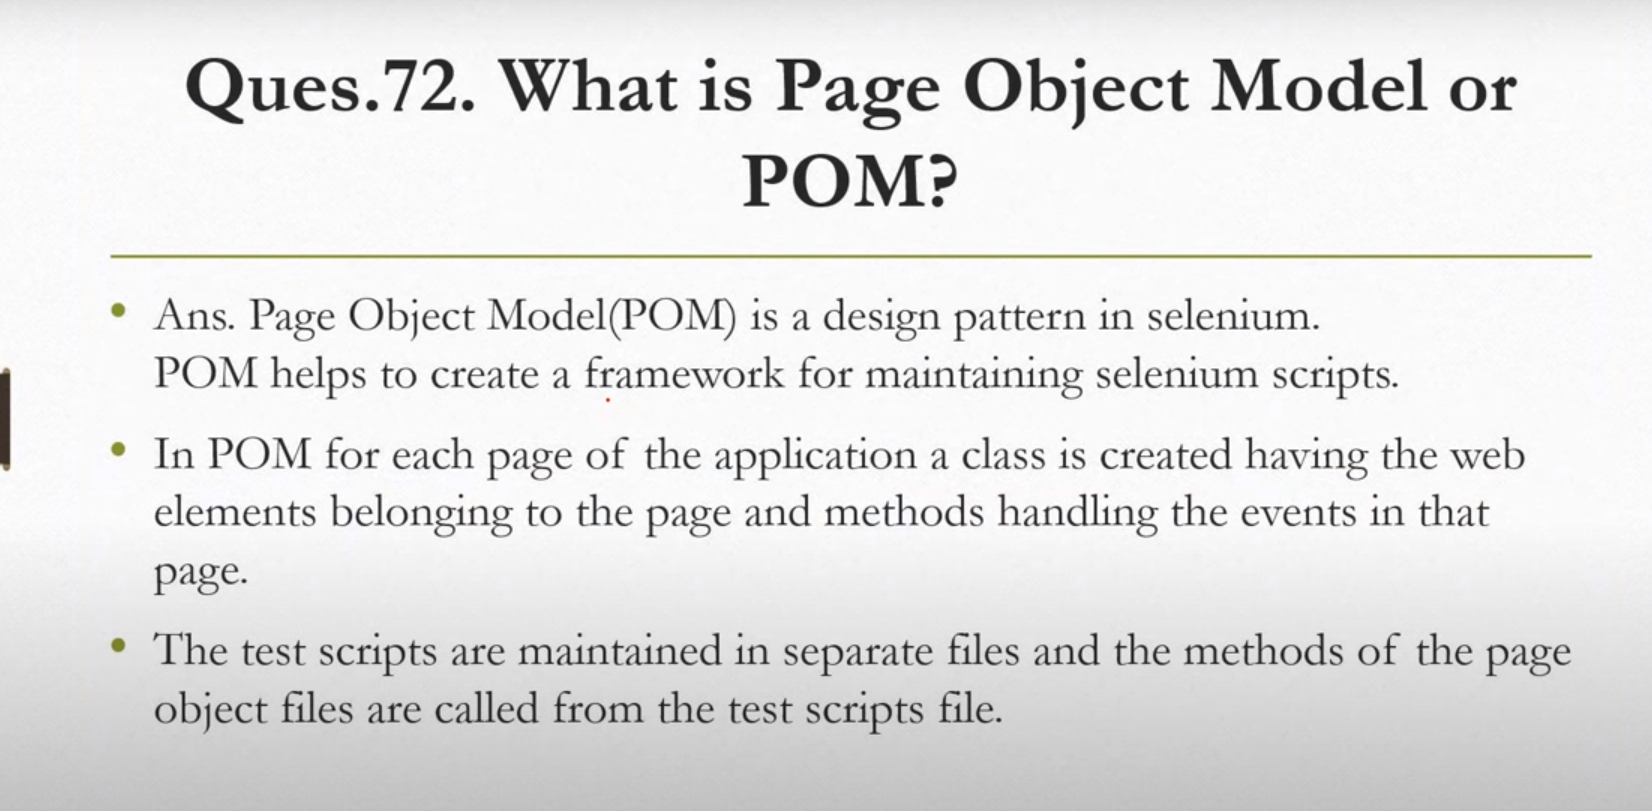 Ques.72. What is Page Object Model or
POM?
• Ans. Page Object Model(POM) is a design pattern in selenium.
POM helps to create a framework for maintaining selenium scripts.
• In POM for each page of the application a class is created having the web
elements belonging to the page and methods handling the events in that
page.
• The test scripts are maintained in separate files and the methods of the page
object files are called from the test scripts file.